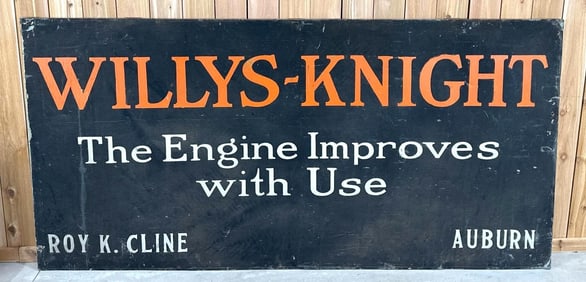 WILLYS-KNIGHT
The Engine Improves
with Use
ROY K. CLINE AUBURN